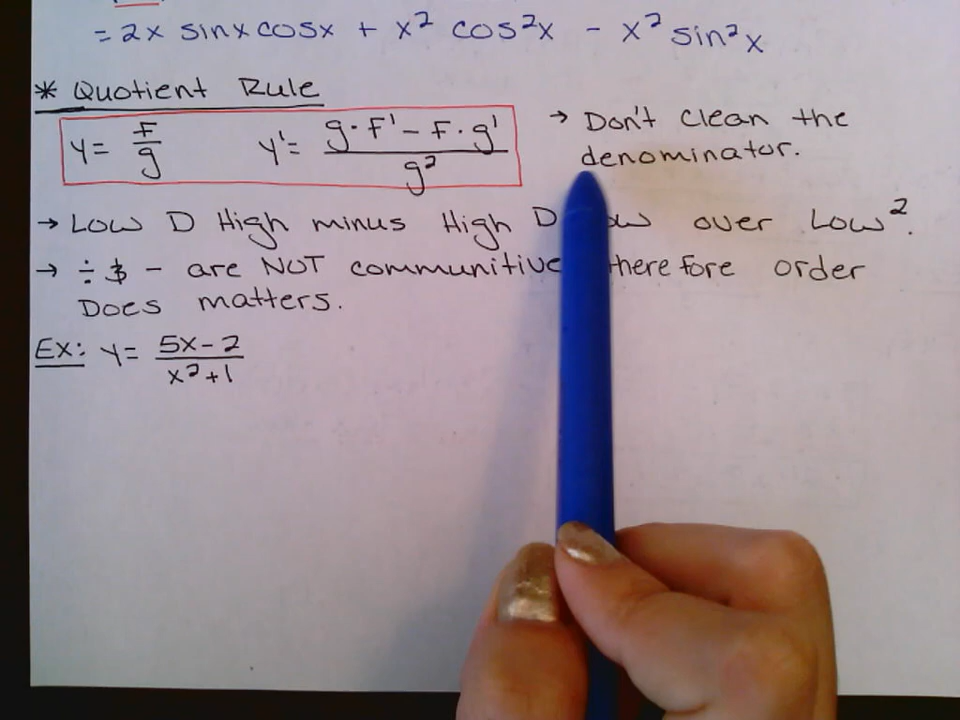 = 2x sinx cosx + x² cos²x - x² sin²x
* Quotient Rule
y = F/g y' = (g·F' - F·g')/g² → Don't clean the
denominator.
→ Low D High minus High D over Low².
→ ÷ & - are NOT communitive therefore order
Does matters.
Ex: y = (5x-2)/(x²+1)